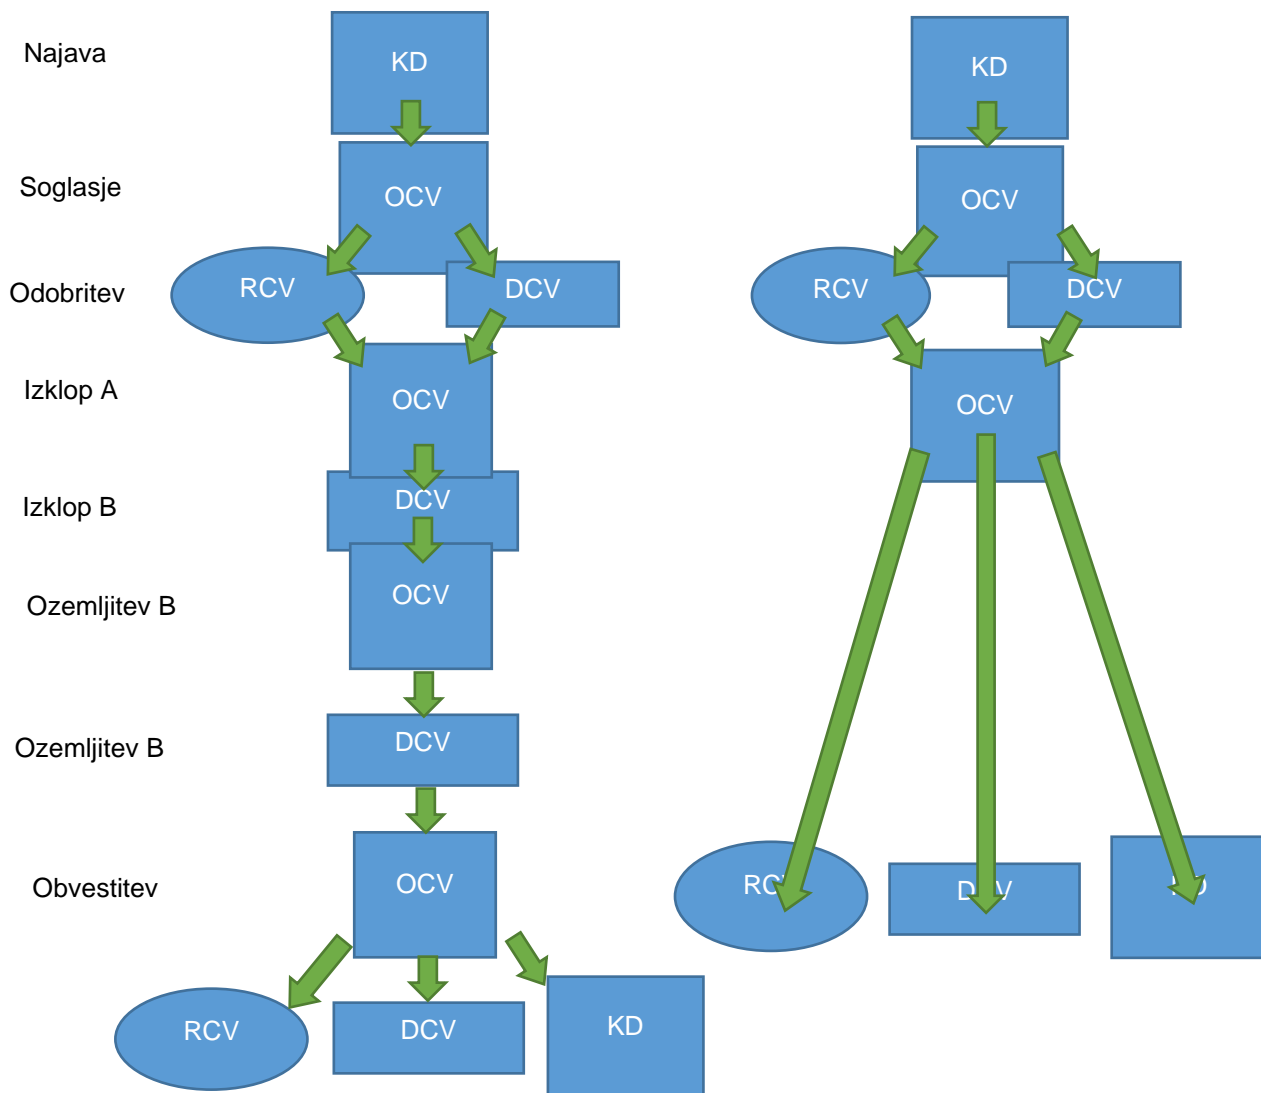 Najava
KD
KD
Soglasje
OCV
OCV
Odobritev
RCV
DCV
RCV
DCV
Izklop A
OCV
OCV
Izklop B
DCV
Ozemljitev B
OCV
Ozemljitev B
DCV
Obvestitev
OCV
RCV
DCV
KD